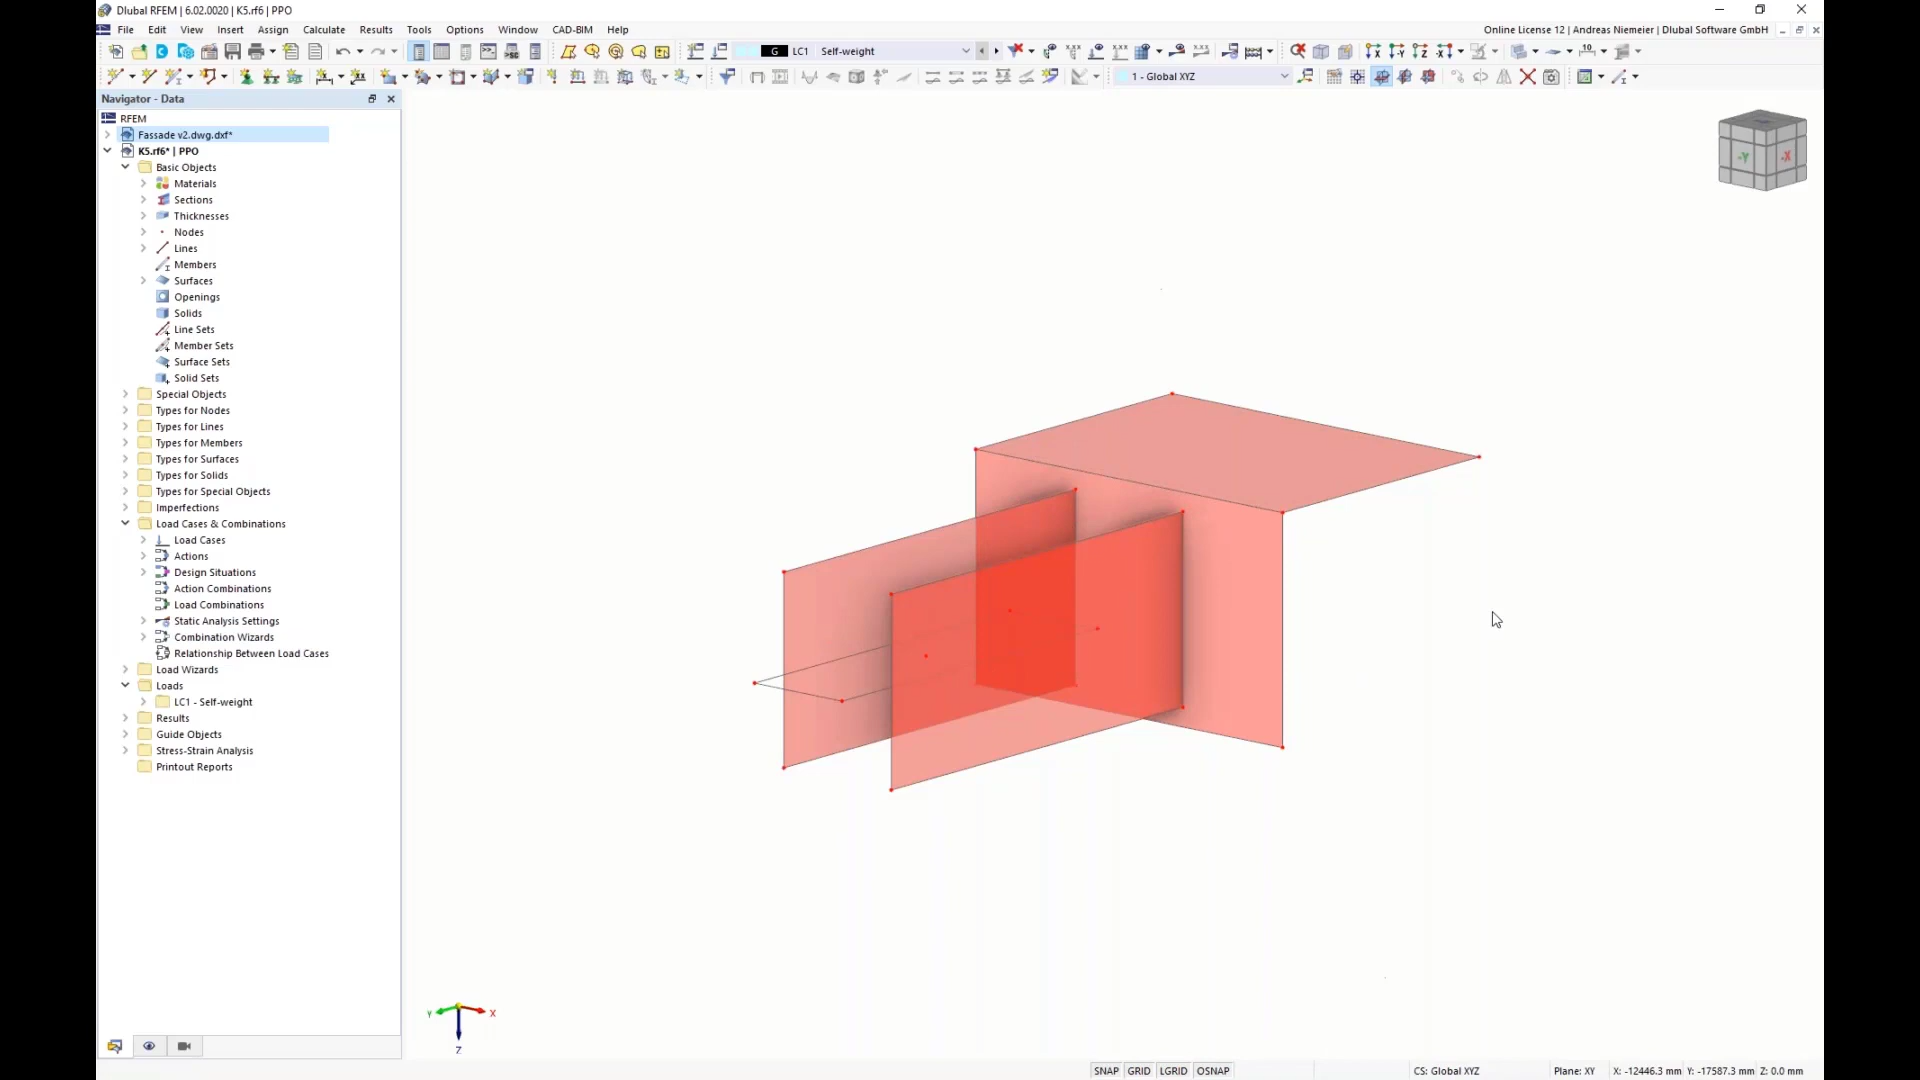 Dlubal RFEM | 6.02.0020 | K5.rf6 | PPO
File Edit View Insert Assign Calculate Results Tools Options Window CAD-BIM Help
Online License 12 | Andreas Niemeier | Dlubal Software GmbH
G LC1 Self-weight
1 - Global XYZ
Navigator - Data
RFEM
Fassade v2.dwg.dxf*
K5.rf6* | PPO
Basic Objects
Materials
Sections
Thicknesses
Nodes
Lines
Members
Surfaces
Openings
Solids
Line Sets
Member Sets
Surface Sets
Solid Sets
Special Objects
Types for Nodes
Types for Lines
Types for Members
Types for Surfaces
Types for Solids
Types for Special Objects
Imperfections
Load Cases & Combinations
Load Cases
Actions
Design Situations
Action Combinations
Load Combinations
Static Analysis Settings
Combination Wizards
Relationship Between Load Cases
Load Wizards
Loads
LC1 - Self-weight
Results
Guide Objects
Stress-Strain Analysis
Printout Reports
-Y -X
Y X
Z
SNAP GRID LGRID OSNAP CS: Global XYZ Plane: XY X: -12446.3 mm Y: -17587.3 mm Z: 0.0 mm